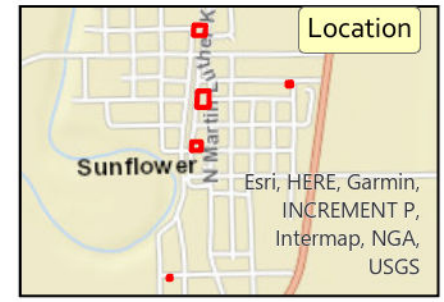 Location
N Martin Luther K
Sunflower
Esri, HERE, Garmin,
INCREMENT P,
Intermap, NGA,
USGS